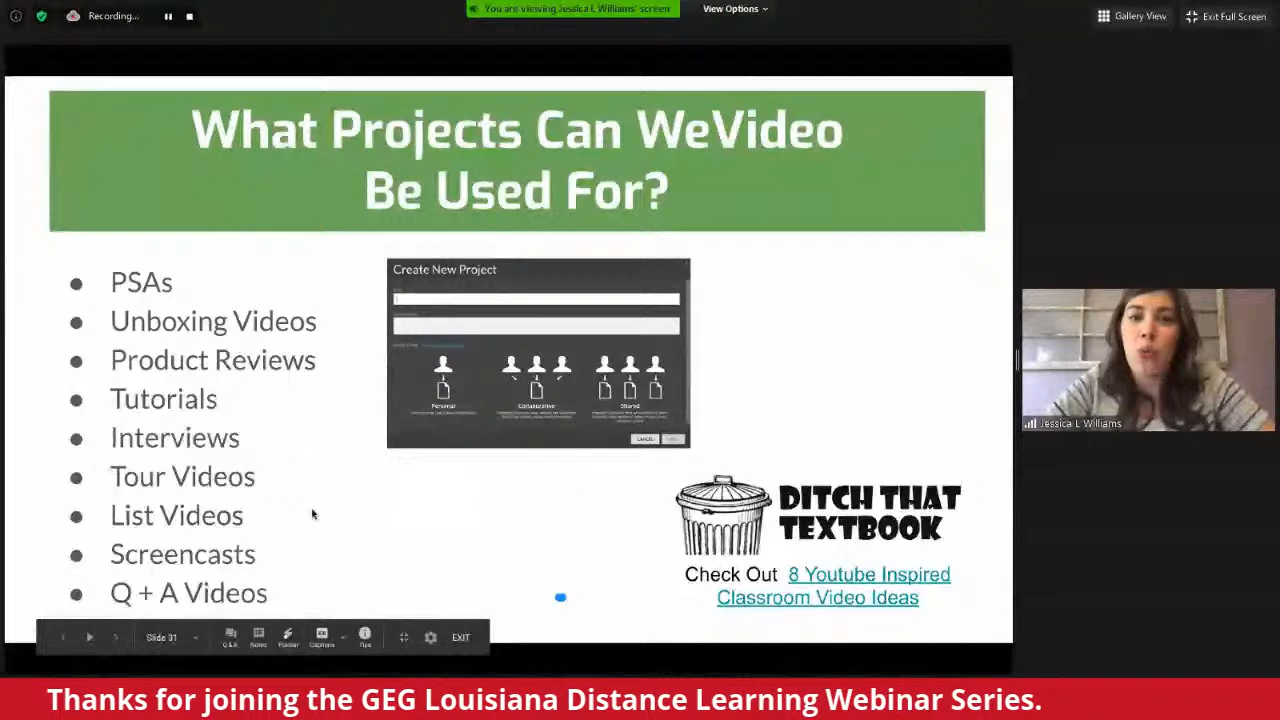 Recording...
You are viewing Jessica L Williams' screen
View Options
Gallery View
Exit Full Screen
What Projects Can WeVideo
Be Used For?
PSAs
Unboxing Videos
Product Reviews
Tutorials
Interviews
Tour Videos
List Videos
Screencasts
Q + A Videos
Create New Project
Personal
Collaborative
Shared
CANCEL
DITCH THAT
TEXTBOOK
Check Out 8 Youtube Inspired
Classroom Video Ideas
Jessica L Williams
Slide 31
Q&A
Notes
Pointer
Captions
Tips
EXIT
Thanks for joining the GEG Louisiana Distance Learning Webinar Series.